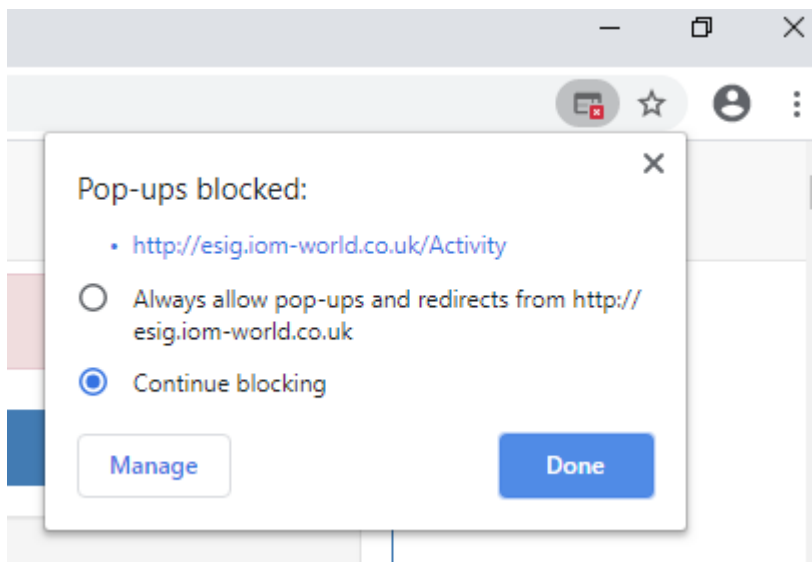 Pop-ups blocked:
• http://esig.iom-world.co.uk/Activity
Always allow pop-ups and redirects from http://
esig.iom-world.co.uk
Continue blocking
Manage
Done